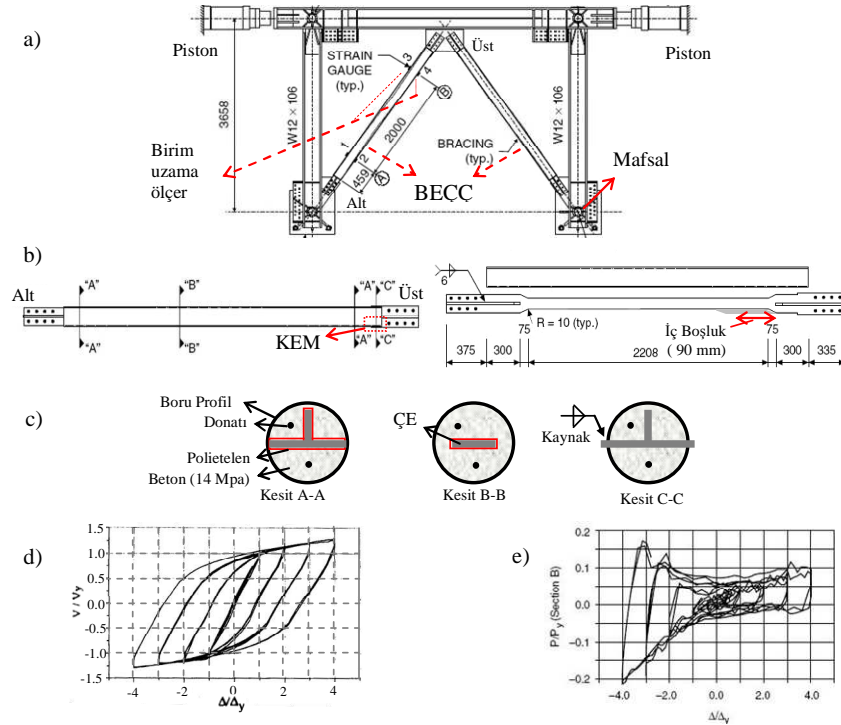 a)
Piston
STRAIN
GAUGE
(typ.)
Üst
Piston
3658
W12 × 106
W12 × 106
3
4
B
2000
1
2
459
A
BRACING
(typ.)
Birim
uzama
ölçer
BEÇÇ
Mafsal
Alt
b)
Alt
"A"
"B"
"A"
"C"
Üst
KEM
"A"
"B"
"A"
"C"
6
75
R = 10 (typ.)
75
İç Boşluk
( 90 mm)
375
300
2208
300
335
c)
Boru Profil
Donatı
Polietelen
Beton (14 Mpa)
Kesit A-A
ÇE
Kesit B-B
Kaynak
Kesit C-C
d)
1.5
1.0
0.5
0.0
-0.5
-1.0
-1.5
V / Vy
-4
-2
0
2
4
Δ/Δy
e)
0.2
0.1
0.0
-0.1
-0.2
P/Py (Section B)
-4.0
-2.0
0.0
2.0
4.0
Δ/Δy